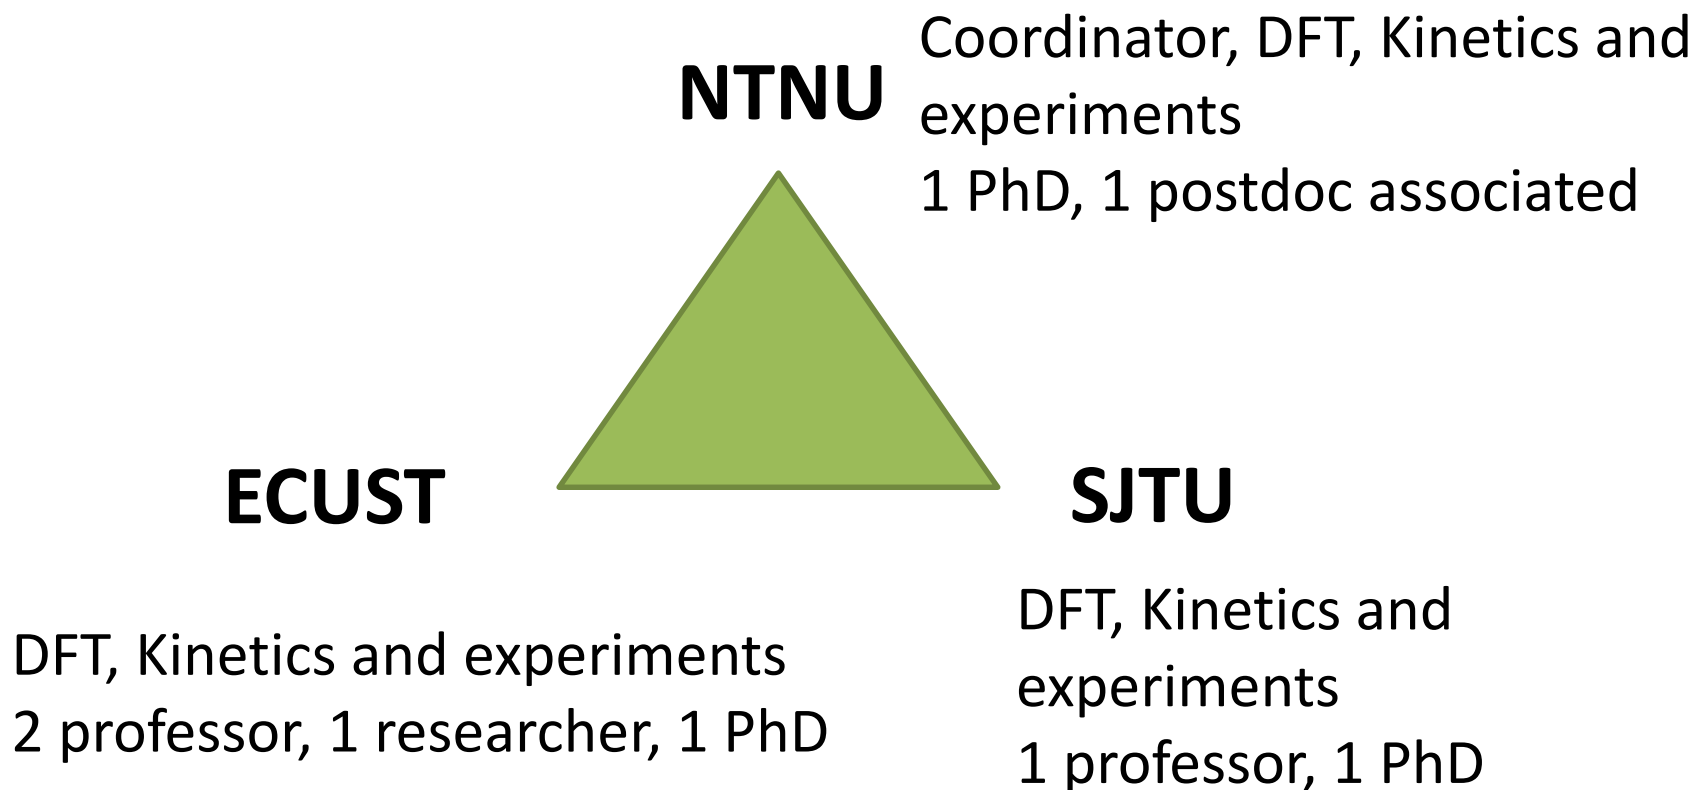 NTNU
Coordinator, DFT, Kinetics and
experiments
1 PhD, 1 postdoc associated
ECUST
DFT, Kinetics and experiments
2 professor, 1 researcher, 1 PhD
SJTU
DFT, Kinetics and
experiments
1 professor, 1 PhD